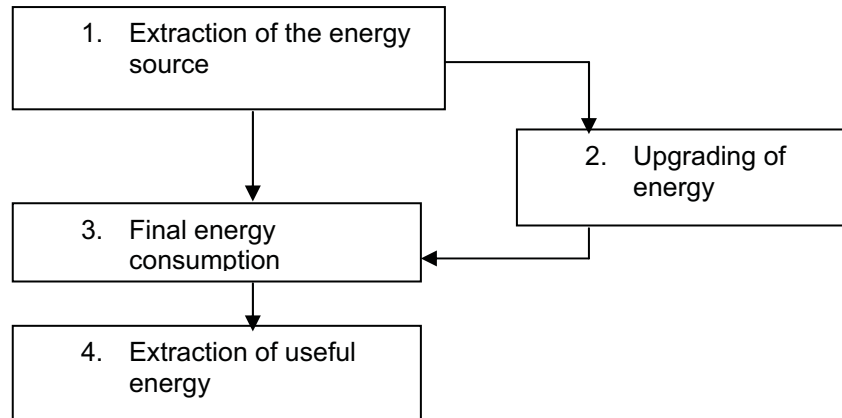 1. Extraction of the energy
source
2. Upgrading of
energy
3. Final energy
consumption
4. Extraction of useful
energy